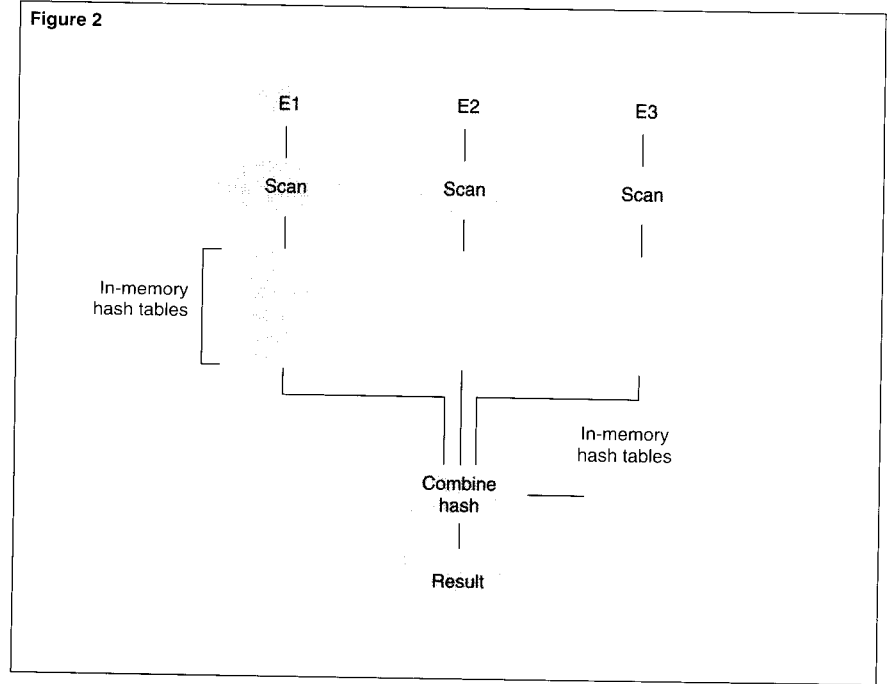 Figure 2
E1
E2
E3
Scan
Scan
Scan
In-memory
hash tables
In-memory
hash tables
Combine
hash
Result